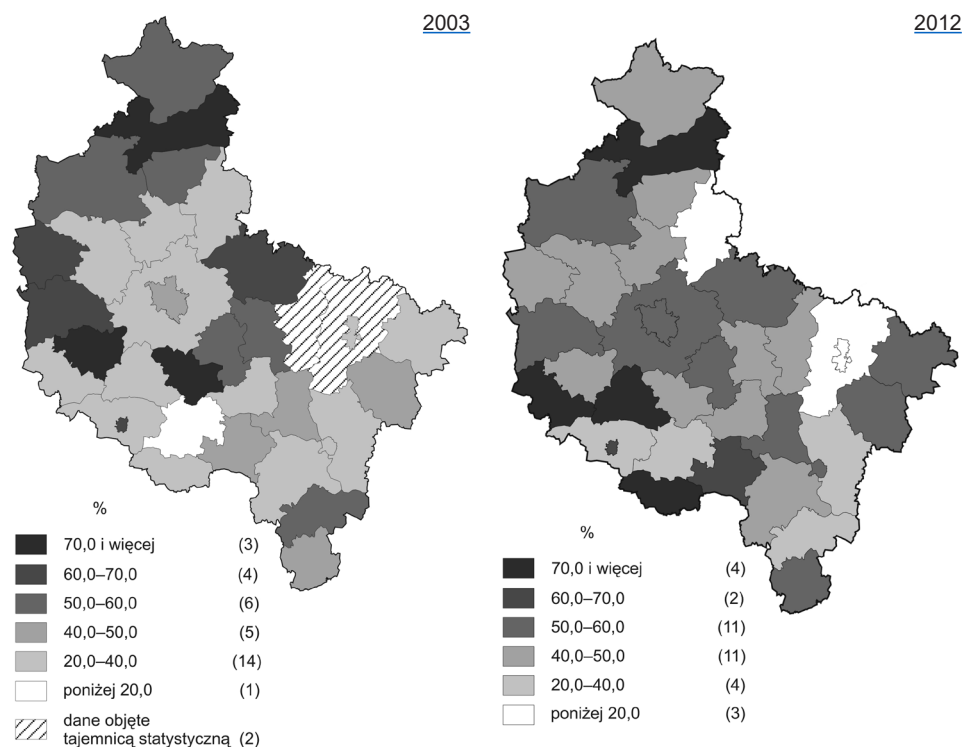 2003
2012
%
70,0 i więcej (3)
60,0–70,0 (4)
50,0–60,0 (6)
40,0–50,0 (5)
20,0–40,0 (14)
poniżej 20,0 (1)
dane objęte
tajemnicą statystyczną (2)
%
70,0 i więcej (4)
60,0–70,0 (2)
50,0–60,0 (11)
40,0–50,0 (11)
20,0–40,0 (4)
poniżej 20,0 (3)